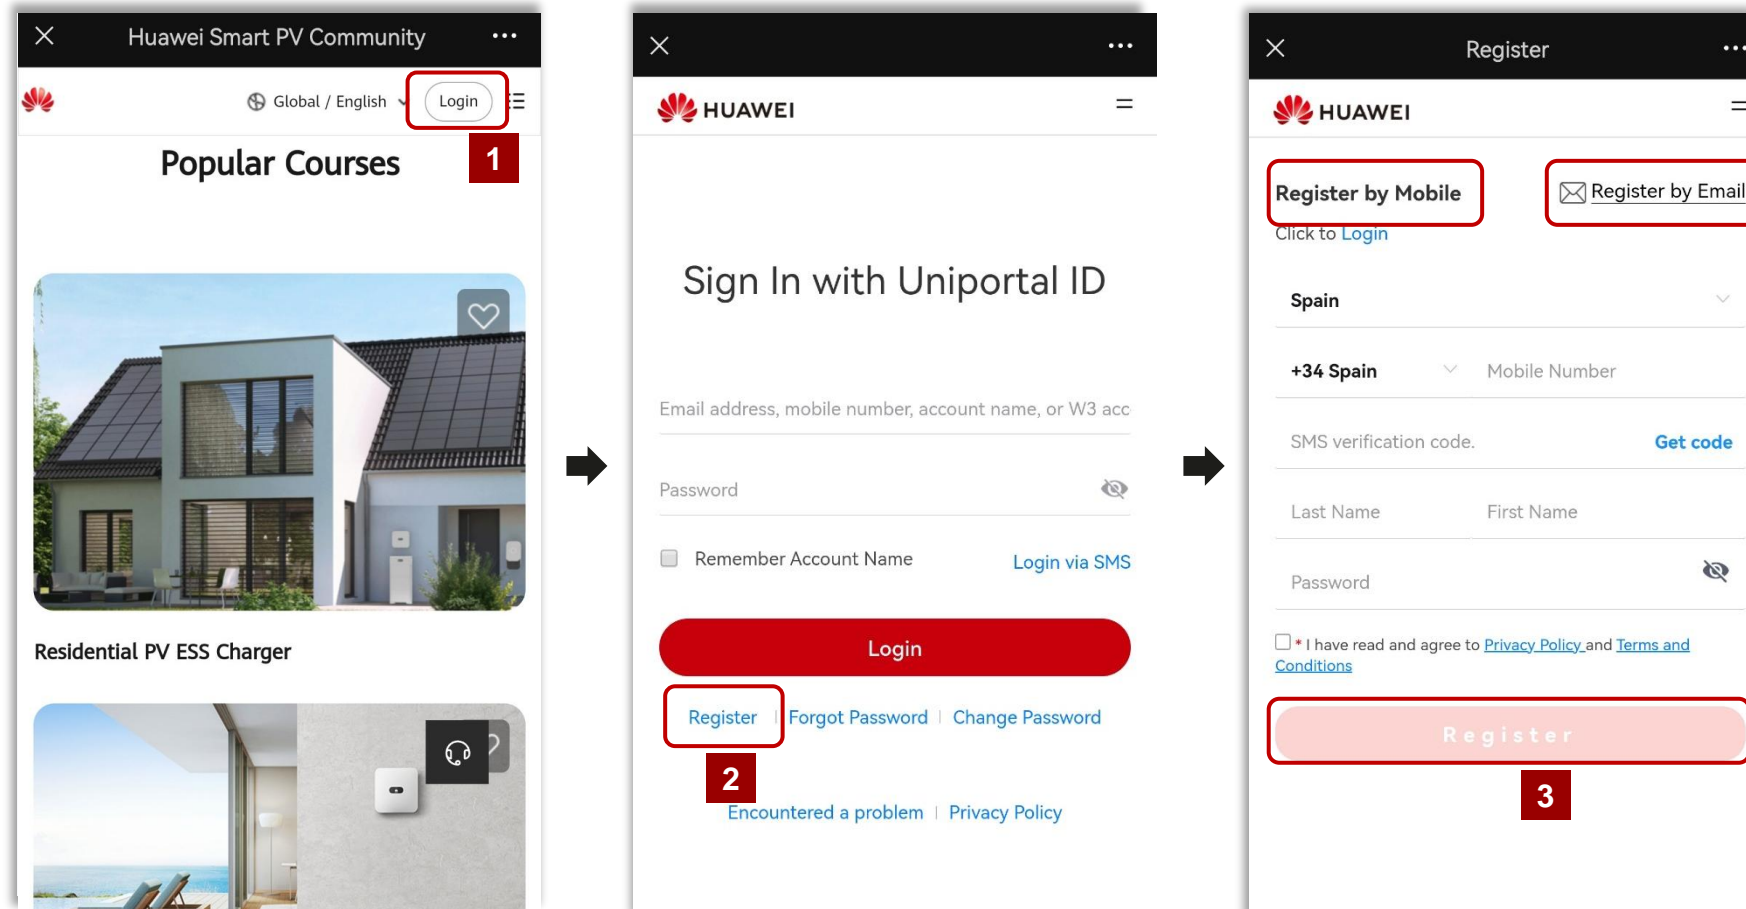 Huawei Smart PV Community
Global / English
Login
1
Popular Courses
Residential PV ESS Charger
HUAWEI
Sign In with Uniportal ID
Email address, mobile number, account name, or W3 acc
Password
Remember Account Name
Login via SMS
Login
Register | Forgot Password | Change Password
2
Encountered a problem | Privacy Policy
Register
HUAWEI
Register by Mobile
Register by Email
Click to Login
Spain
+34 Spain
Mobile Number
SMS verification code.
Get code
Last Name
First Name
Password
* I have read and agree to Privacy Policy and Terms and
Conditions
Register
3